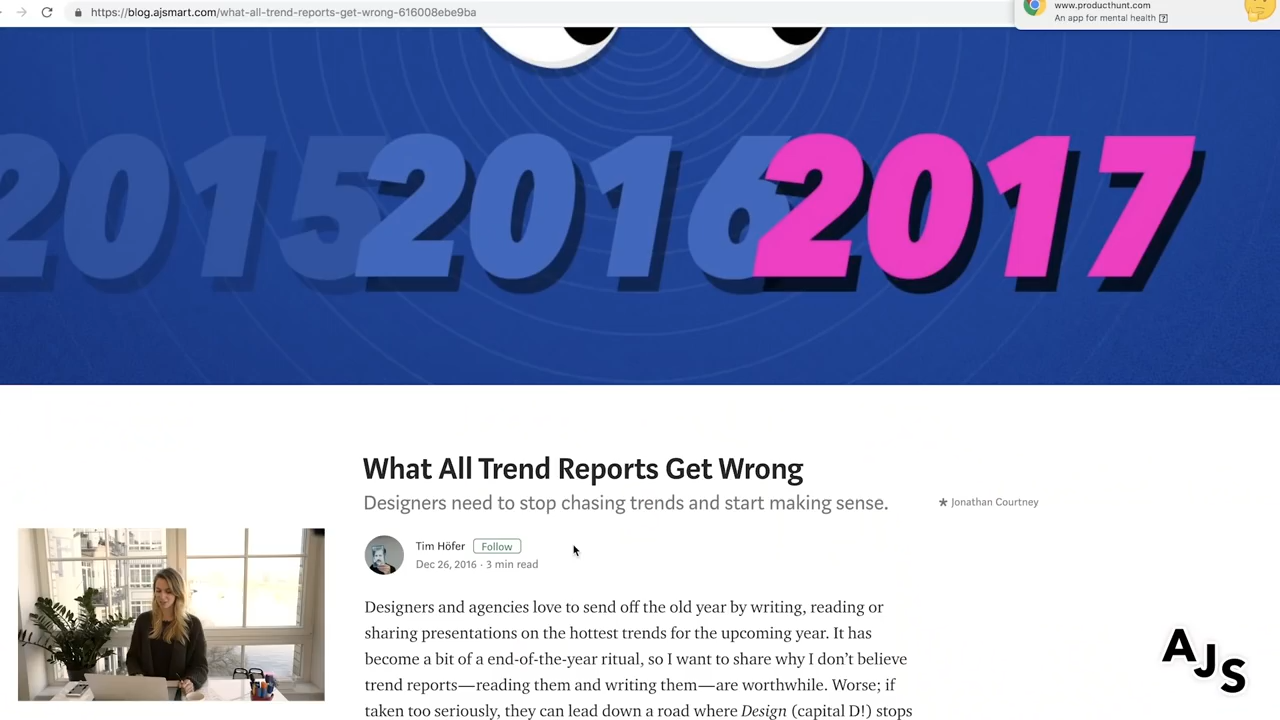 https://blog.ajsmart.com/what-all-trend-reports-get-wrong-616008ebe9ba
www.producthunt.com
An app for mental health ?
2015 2016 2017
What All Trend Reports Get Wrong
Designers need to stop chasing trends and start making sense.
Jonathan Courtney
Tim Höfer Follow
Dec 26, 2016 · 3 min read
Designers and agencies love to send off the old year by writing, reading or
sharing presentations on the hottest trends for the upcoming year. It has
become a bit of a end-of-the-year ritual, so I want to share why I don’t believe
trend reports—reading them and writing them—are worthwhile. Worse; if
taken too seriously, they can lead down a road where Design (capital D!) stops
AJS